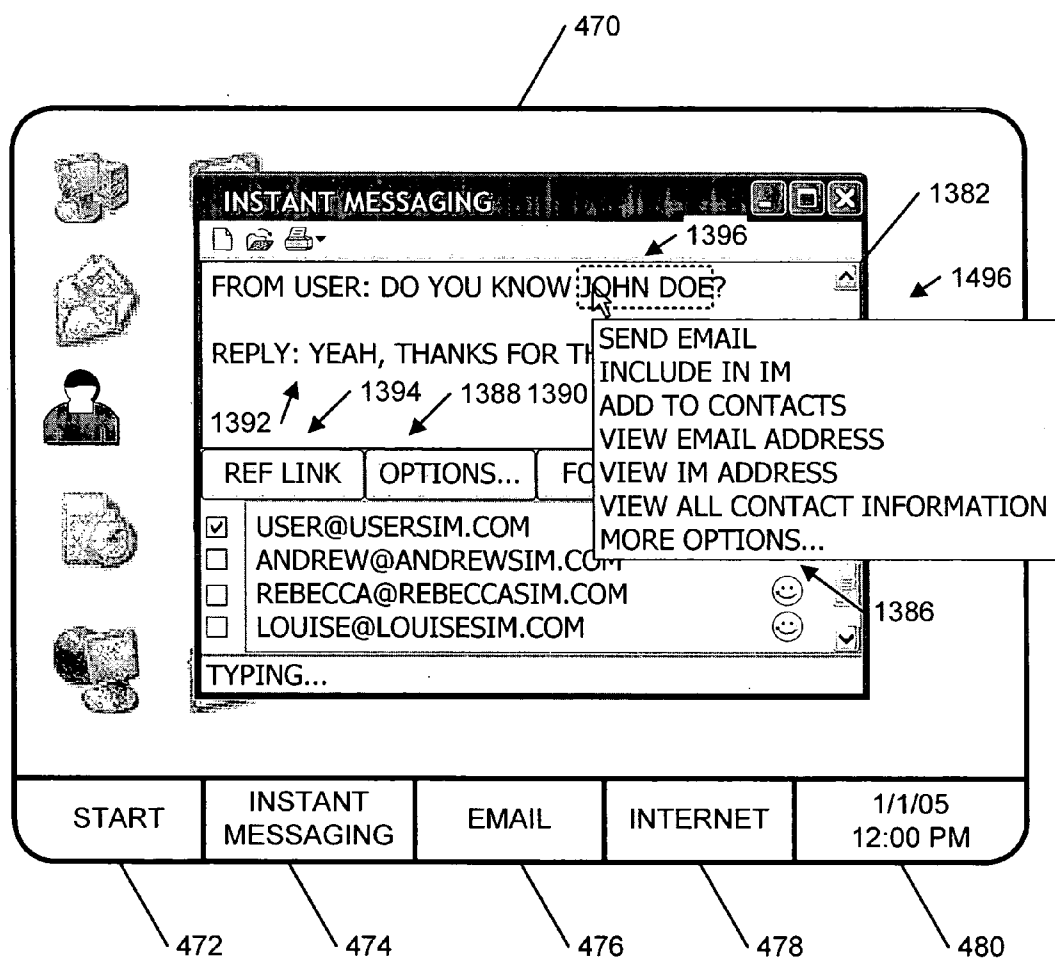 470
INSTANT MESSAGING
1382
1396
1496
FROM USER: DO YOU KNOW JOHN DOE?
SEND EMAIL
REPLY: YEAH, THANKS FOR TH
INCLUDE IN IM
ADD TO CONTACTS
1392
1394
1388
1390
VIEW EMAIL ADDRESS
VIEW IM ADDRESS
VIEW ALL CONTACT INFORMATION
MORE OPTIONS...
REF LINK
OPTIONS...
FO
USER@USERSIM.COM
ANDREW@ANDREWSIM.COM
REBECCA@REBECCASIM.COM
1386
LOUISE@LOUISESIM.COM
TYPING...
START
INSTANT
MESSAGING
EMAIL
INTERNET
1/1/05
12:00 PM
472
474
476
478
480